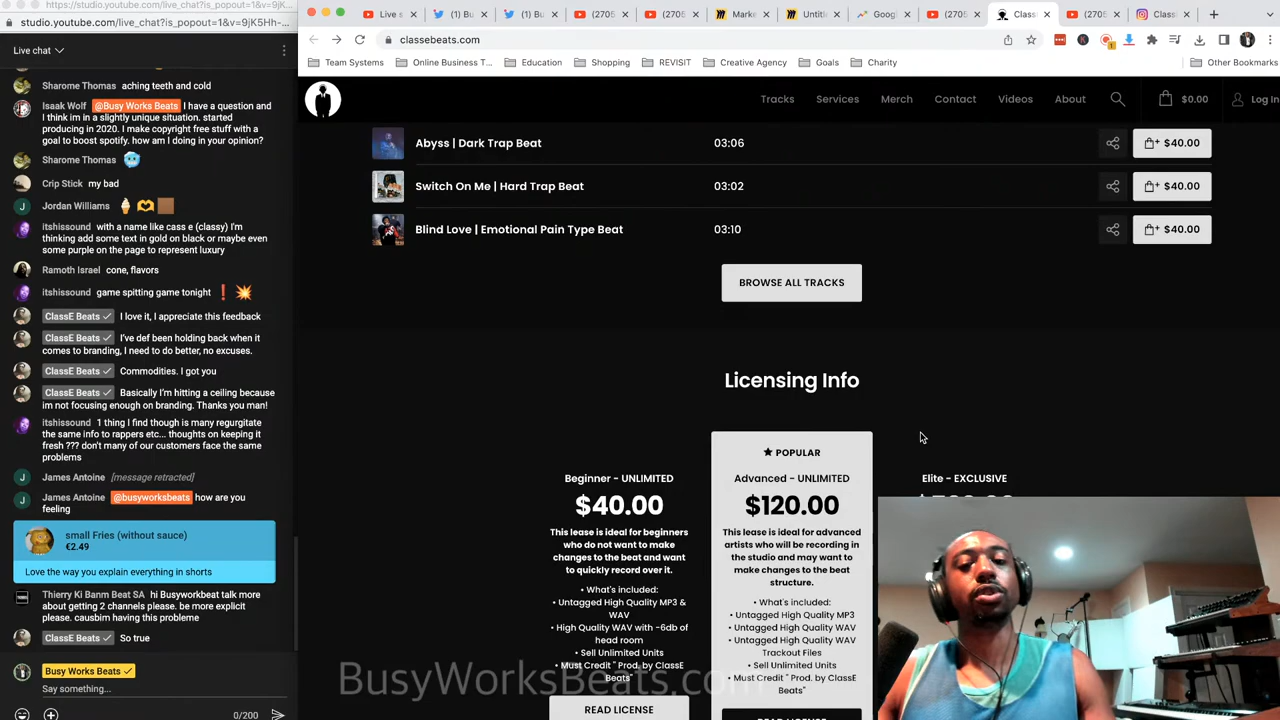 studio.youtube.com/live_chat?is_popout=1&v=9jK5Hh-...
studio.youtube.com/live_chat?is_popout=1&v=9jK5Hh-...
Live chat
Sharome Thomas aching teeth and cold
Isaak Wolf @Busy Works Beats I have a question and
I think im in a slightly unique situation. started
producing in 2020. I make copyright free stuff with a
goal to boost spotify. how am I doing in your opinion?
Sharome Thomas
Crip Stick my bad
Jordan Williams
itshissound with a name like cass e (classy) I'm
thinking add some text in gold on black or maybe even
some purple on the page to represent luxury
Ramoth Israel cone, flavors
itshissound game spitting game tonight
ClassE Beats I love it, I appreciate this feedback
ClassE Beats I've def been holding back when it
comes to branding, I need to do better, no excuses.
ClassE Beats Commodities. I got you
ClassE Beats Basically I'm hitting a ceiling because
im not focusing enough on branding. Thanks you man!
itshissound 1 thing I find though is many regurgitate
the same info to rappers etc... thoughts on keeping it
fresh ??? don't many of our customers face the same
problems
James Antoine [message retracted]
James Antoine @busyworksbeats how are you
feeling
small Fries (without sauce)
€2.49
Love the way you explain everything in shorts
Thierry Ki Banm Beat SA hi Busyworkbeat talk more
about getting 2 channels please. be more explicit
please. causbim having this probleme
ClassE Beats So true
Busy Works Beats
Say something...
0/200
Live s
(1) Bu
(1) Bu
(2705
(2705
Marke
Untitl
Goog
(2705
Class
(2705
Class
classebeats.com
Team Systems
Online Business T...
Education
Shopping
REVISIT
Creative Agency
Goals
Charity
Other Bookmarks
Tracks
Services
Merch
Contact
Videos
About
$0.00
Log In
Abyss | Dark Trap Beat 03:06 $40.00
Switch On Me | Hard Trap Beat 03:02 $40.00
Blind Love | Emotional Pain Type Beat 03:10 $40.00
BROWSE ALL TRACKS
Licensing Info
Beginner - UNLIMITED
$40.00
This lease is ideal for beginners
who do not want to make
changes to the beat and want
to quickly record over it.
• What's included:
• Untagged High Quality MP3 &
WAV
• High Quality WAV with -6db of
head room
• Sell Unlimited Units
• Must Credit " Prod. by ClassE
Beats"
READ LICENSE
POPULAR
Advanced - UNLIMITED
$120.00
This lease is ideal for advanced
artists who will be recording in
the studio and may want to
make changes to the beat
structure.
• What's included:
• Untagged High Quality MP3
• Untagged High Quality WAV
• Untagged High Quality WAV
Trackout Files
• Sell Unlimited Units
• Must Credit " Prod. by ClassE
Beats"
READ LICENSE
Elite - EXCLUSIVE
BusyWorksBeats.com